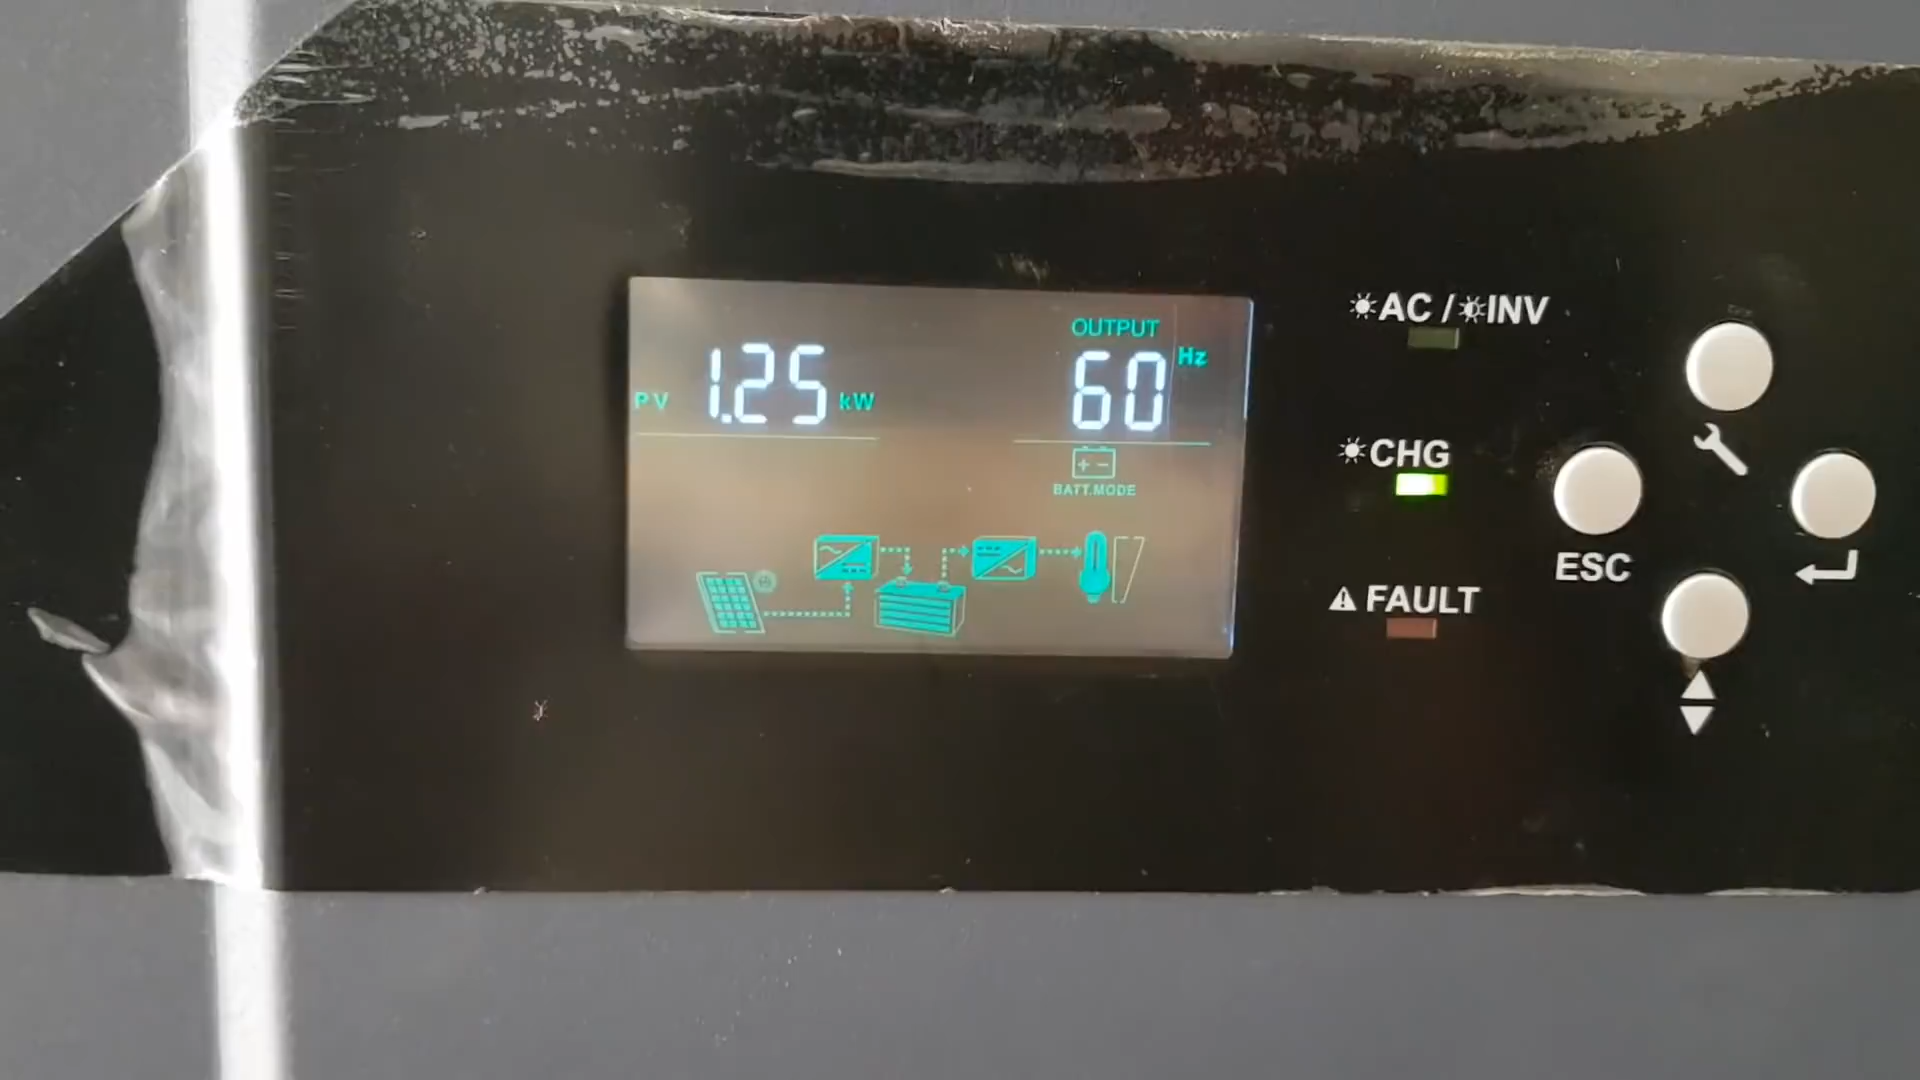 OUTPUT
PV 1.25 kW
60 Hz
BATT.MODE
AC / INV
CHG
FAULT
ESC